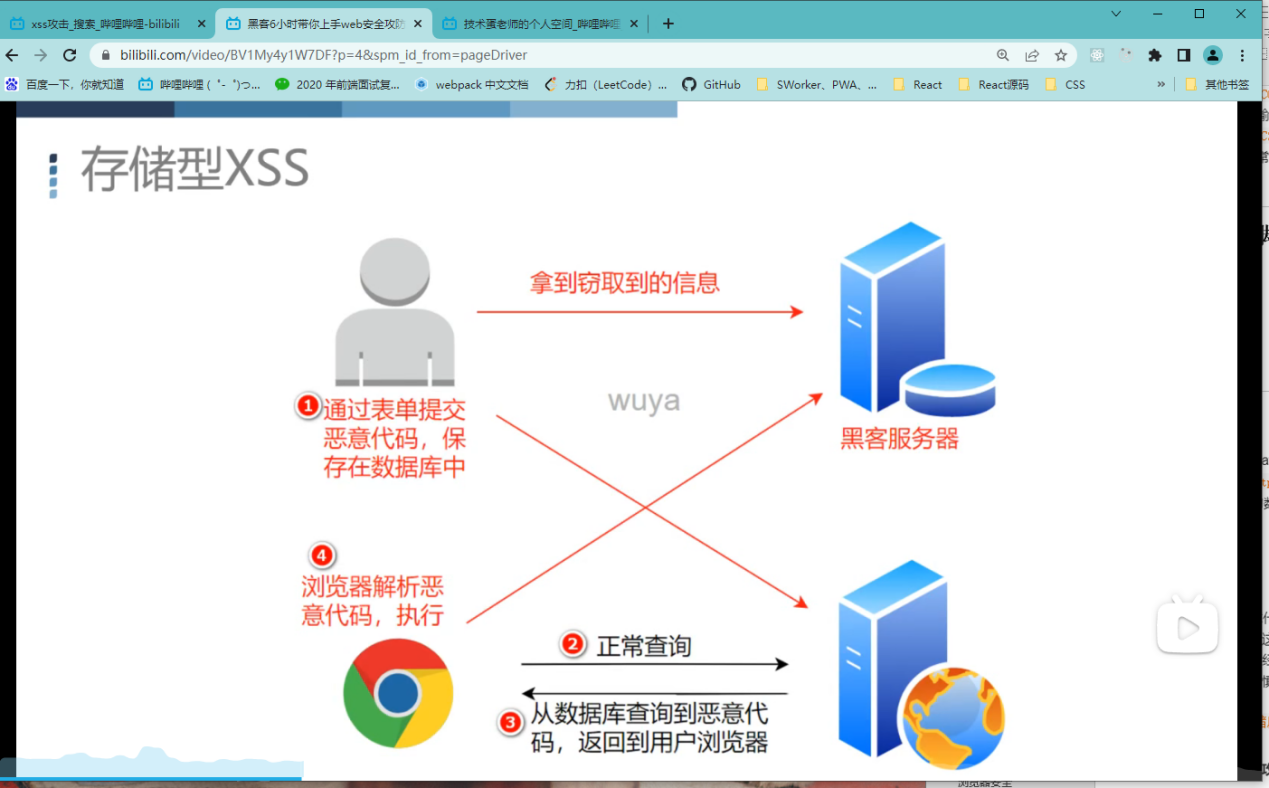 xss攻击_搜索_哔哩哔哩-bilibili
黑客6小时带你上手web安全攻防
技术蛋老师的个人空间_哔哩哔哩
bilibili.com/video/BV1My4y1W7DF?p=4&spm_id_from=pageDriver
百度一下，你就知道
哔哩哔哩 ( ゜- ゜)つ...
2020 年前端面试复...
webpack 中文文档
力扣（LeetCode）...
GitHub
SWorker、PWA、...
React
React源码
CSS
»
其他书签
存储型XSS
拿到窃取到的信息
wuya
1
通过表单提交
恶意代码，保
存在数据库中
黑客服务器
4
浏览器解析恶
意代码，执行
2 正常查询
3 从数据库查询到恶意代
码，返回到用户浏览器